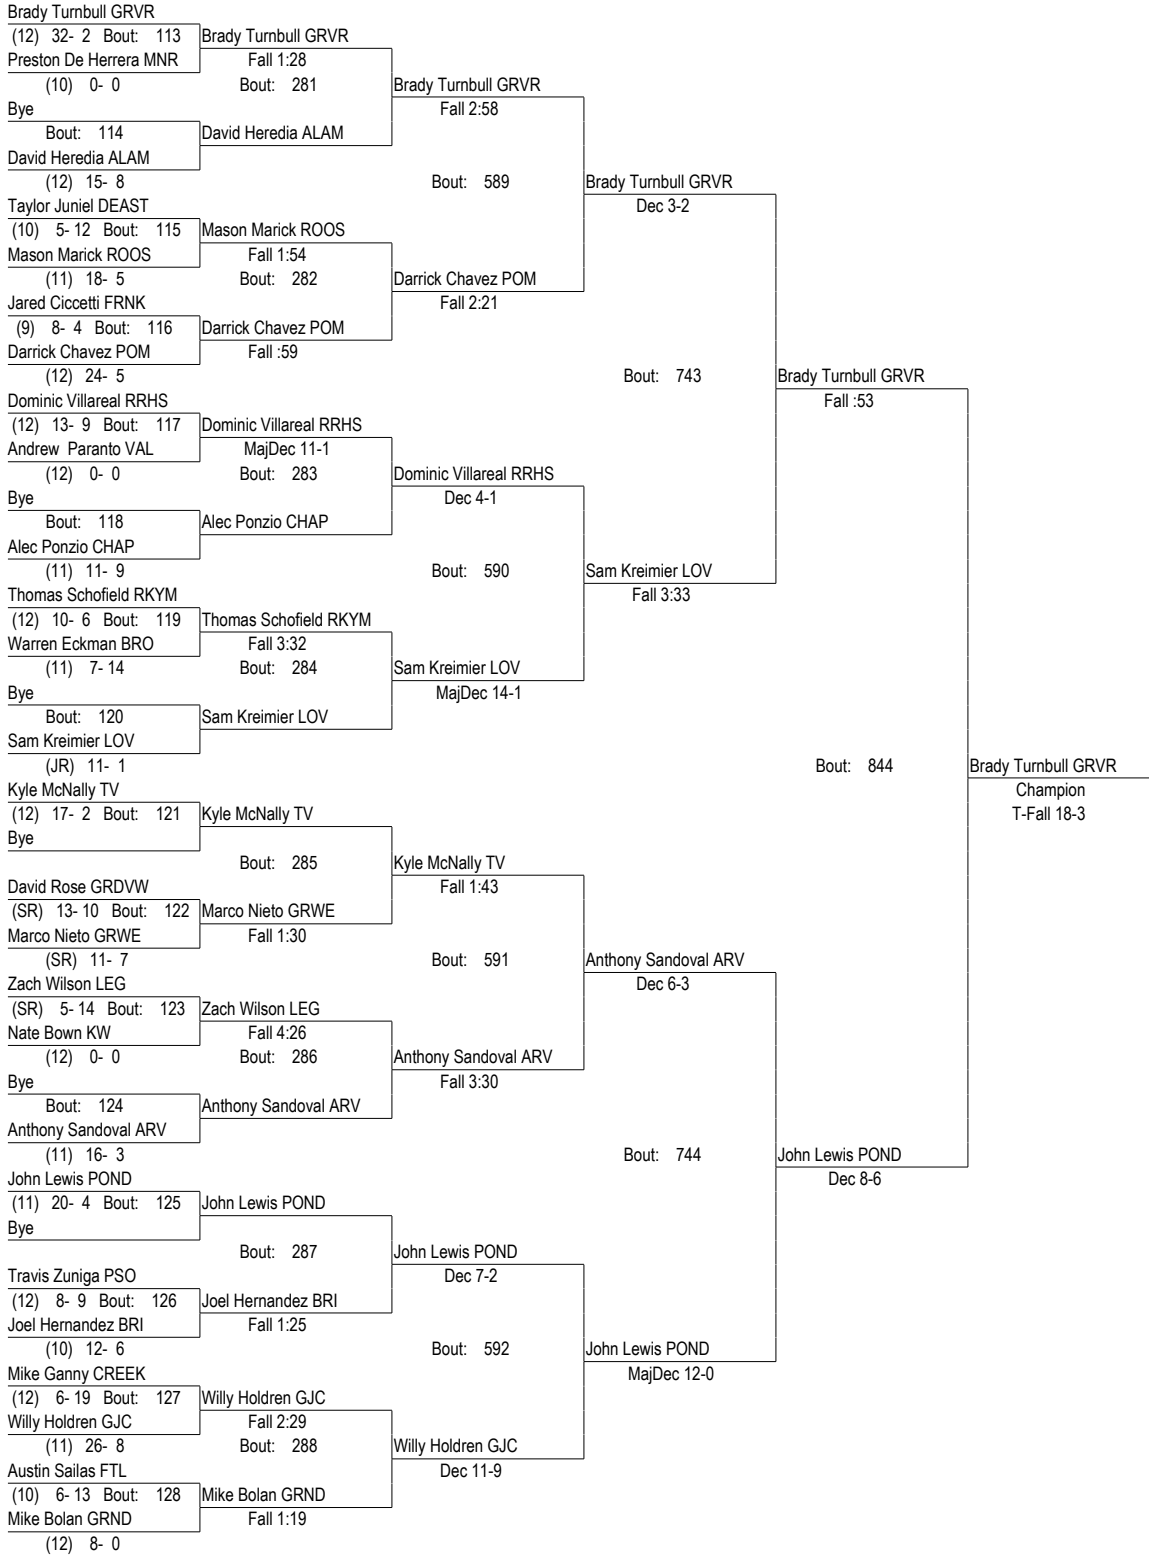 Brady Turnbull GRVR
(12) 32- 2 Bout: 113 Brady Turnbull GRVR
Preston De Herrera MNR Fall 1:28
(10) 0- 0 Bout: 281 Brady Turnbull GRVR
Bye Fall 2:58
Bout: 114 David Heredia ALAM
David Heredia ALAM
(12) 15- 8 Bout: 589 Brady Turnbull GRVR
Taylor Juniel DEAST Dec 3-2
(10) 5- 12 Bout: 115 Mason Marick ROOS
Mason Marick ROOS Fall 1:54
(11) 18- 5 Bout: 282 Darrick Chavez POM
Jared Ciccetti FRNK Fall 2:21
(9) 8- 4 Bout: 116 Darrick Chavez POM
Darrick Chavez POM Fall :59
(12) 24- 5 Bout: 743 Brady Turnbull GRVR
Dominic Villareal RRHS Fall :53
(12) 13- 9 Bout: 117 Dominic Villareal RRHS
Andrew Paranto VAL MajDec 11-1
(12) 0- 0 Bout: 283 Dominic Villareal RRHS
Bye Dec 4-1
Bout: 118 Alec Ponzio CHAP
Alec Ponzio CHAP
(11) 11- 9 Bout: 590 Sam Kreimier LOV
Thomas Schofield RKYM Fall 3:33
(12) 10- 6 Bout: 119 Thomas Schofield RKYM
Warren Eckman BRO Fall 3:32
(11) 7- 14 Bout: 284 Sam Kreimier LOV
Bye MajDec 14-1
Bout: 120 Sam Kreimier LOV
Sam Kreimier LOV
(JR) 11- 1 Bout: 844 Brady Turnbull GRVR
Kyle McNally TV Champion
(12) 17- 2 Bout: 121 Kyle McNally TV T-Fall 18-3
Bye
Bout: 285 Kyle McNally TV
David Rose GRDVW Fall 1:43
(SR) 13- 10 Bout: 122 Marco Nieto GRWE
Marco Nieto GRWE Fall 1:30
(SR) 11- 7 Bout: 591 Anthony Sandoval ARV
Zach Wilson LEG Dec 6-3
(SR) 5- 14 Bout: 123 Zach Wilson LEG
Nate Bown KW Fall 4:26
(12) 0- 0 Bout: 286 Anthony Sandoval ARV
Bye Fall 3:30
Bout: 124 Anthony Sandoval ARV
Anthony Sandoval ARV
(11) 16- 3 Bout: 744 John Lewis POND
John Lewis POND Dec 8-6
(11) 20- 4 Bout: 125 John Lewis POND
Bye
Bout: 287 John Lewis POND
Travis Zuniga PSO Dec 7-2
(12) 8- 9 Bout: 126 Joel Hernandez BRI
Joel Hernandez BRI Fall 1:25
(10) 12- 6 Bout: 592 John Lewis POND
Mike Ganny CREEK MajDec 12-0
(12) 6- 19 Bout: 127 Willy Holdren GJC
Willy Holdren GJC Fall 2:29
(11) 26- 8 Bout: 288 Willy Holdren GJC
Austin Sailas FTL Dec 11-9
(10) 6- 13 Bout: 128 Mike Bolan GRND
Mike Bolan GRND Fall 1:19
(12) 8- 0